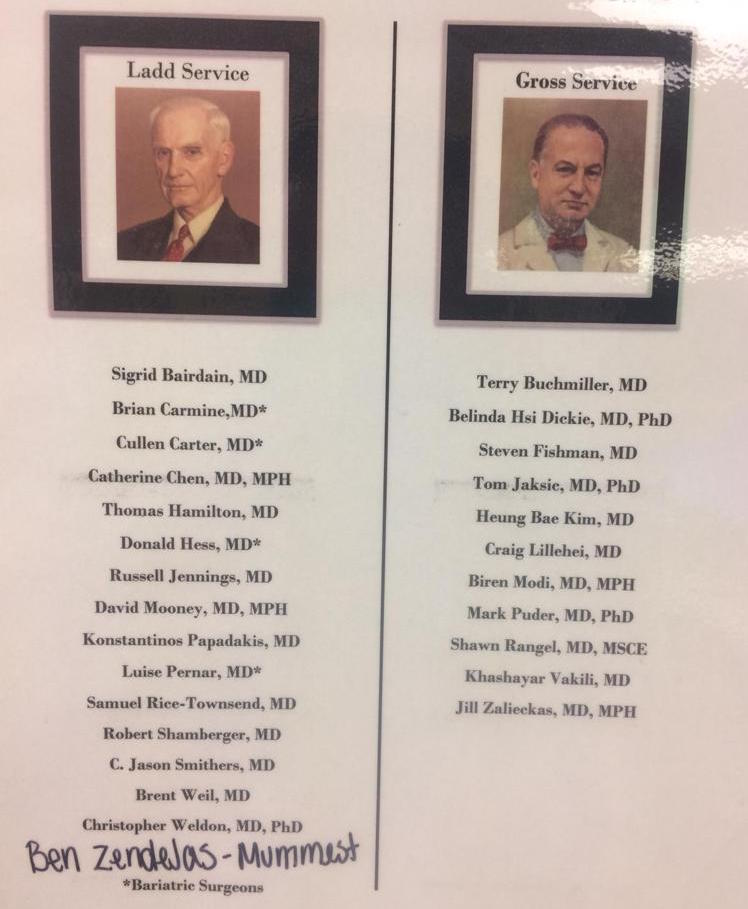 Ladd Service
Sigrid Bairdain, MD
Brian Carmine,MD*
Cullen Carter, MD*
Catherine Chen, MD, MPH
Thomas Hamilton, MD
Donald Hess, MD*
Russell Jennings, MD
David Mooney, MD, MPH
Konstantinos Papadakis, MD
Luise Pernar, MD*
Samuel Rice-Townsend, MD
Robert Shamberger, MD
C. Jason Smithers, MD
Brent Weil, MD
Christopher Weldon, MD, PhD
Ben Zendejas-Mummest
*Bariatric Surgeons
Gross Service
Terry Buchmiller, MD
Belinda Hsi Dickie, MD, PhD
Steven Fishman, MD
Tom Jaksic, MD, PhD
Heung Bae Kim, MD
Craig Lillehei, MD
Biren Modi, MD, MPH
Mark Puder, MD, PhD
Shawn Rangel, MD, MSCE
Khashayar Vakili, MD
Jill Zalieckas, MD, MPH